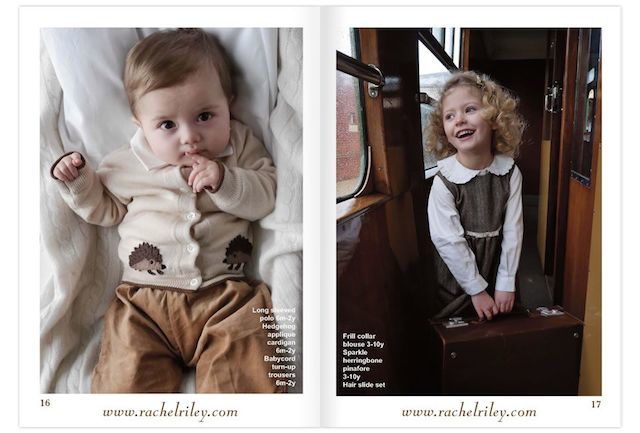 Long sleeved
polo 6m-2y
Hedgehog
applique
cardigan
6m-2y
Babycord
turn-up
trousers
6m-2y
16
www.rachelriley.com
Frill collar
blouse 3-10y
Sparkle
herringbone
pinafore
3-10y
Hair slide set
17
www.rachelriley.com